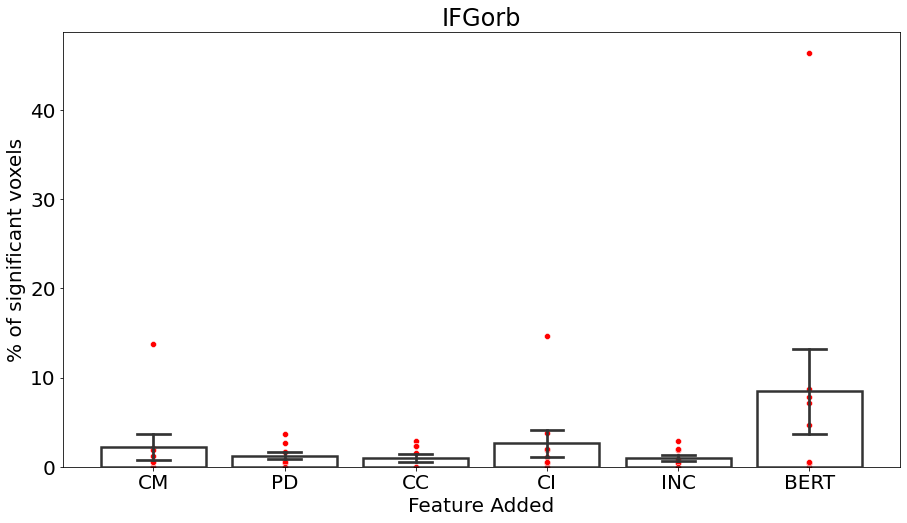 IFGorb
% of significant voxels
40
30
20
10
0
CM PD CC CI INC BERT
Feature Added